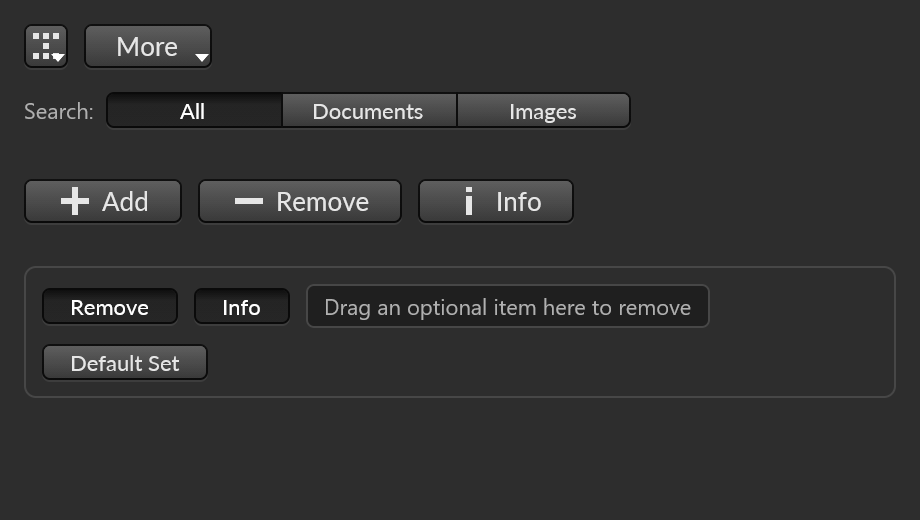 More
Search: All Documents Images
Add Remove Info
Remove Info Drag an optional item here to remove
Default Set